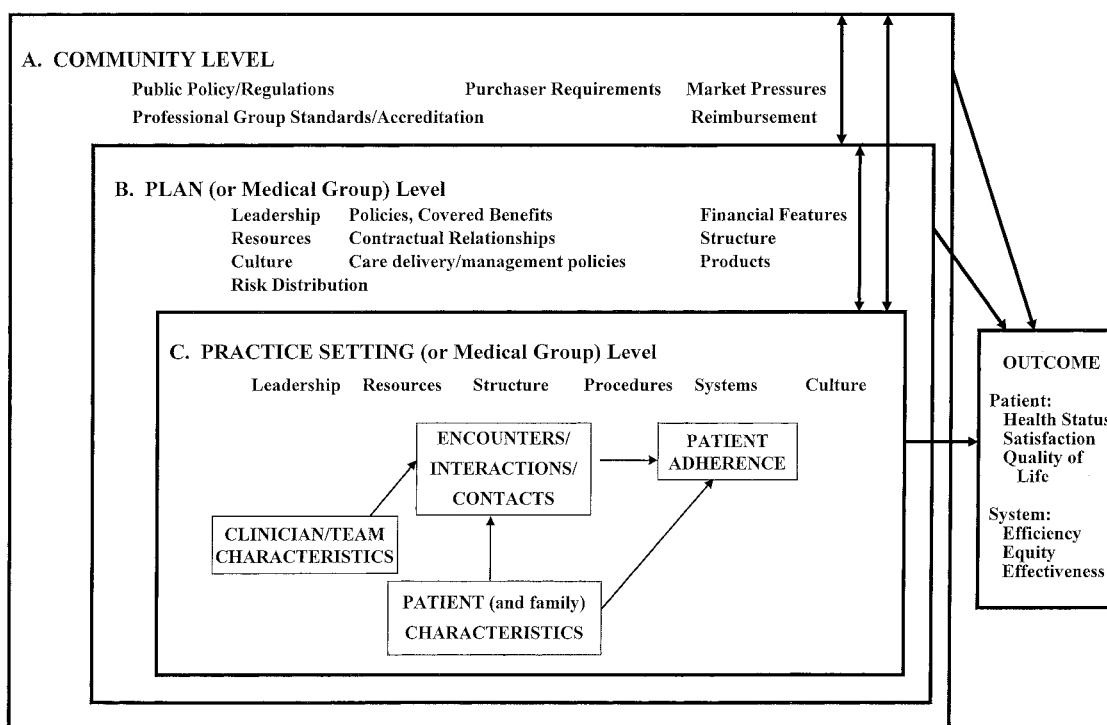 A. COMMUNITY LEVEL
Public Policy/Regulations Purchaser Requirements Market Pressures
Professional Group Standards/Accreditation Reimbursement
B. PLAN (or Medical Group) Level
Leadership Policies, Covered Benefits Financial Features
Resources Contractual Relationships Structure
Culture Care delivery/management policies Products
Risk Distribution
C. PRACTICE SETTING (or Medical Group) Level
Leadership Resources Structure Procedures Systems Culture
ENCOUNTERS/
INTERACTIONS/
CONTACTS
PATIENT
ADHERENCE
CLINICIAN/TEAM
CHARACTERISTICS
PATIENT (and family)
CHARACTERISTICS
OUTCOME
Patient:
Health Status
Satisfaction
Quality of
Life
System:
Efficiency
Equity
Effectiveness